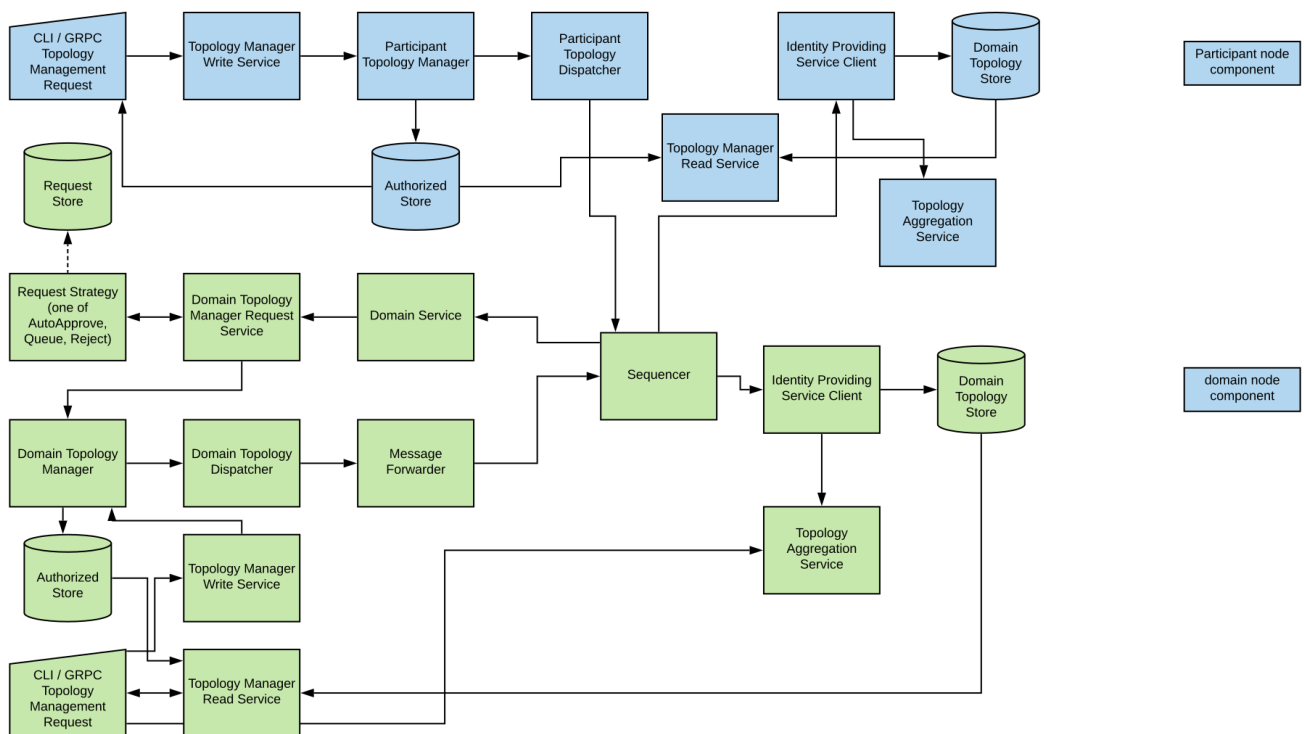 CLI / GRPC
Topology
Management
Request
Topology Manager
Write Service
Participant
Topology Manager
Participant
Topology
Dispatcher
Identity Providing
Service Client
Domain
Topology
Store
Participant node
component
Request
Store
Authorized
Store
Topology Manager
Read Service
Topology
Aggregation
Service
Request Strategy
(one of
AutoApprove,
Queue, Reject)
Domain Topology
Manager Request
Service
Domain Service
Sequencer
Identity Providing
Service Client
Domain
Topology
Store
domain node
component
Domain Topology
Manager
Domain Topology
Dispatcher
Message
Forwarder
Authorized
Store
Topology Manager
Write Service
Topology
Aggregation
Service
CLI / GRPC
Topology
Management
Request
Topology Manager
Read Service